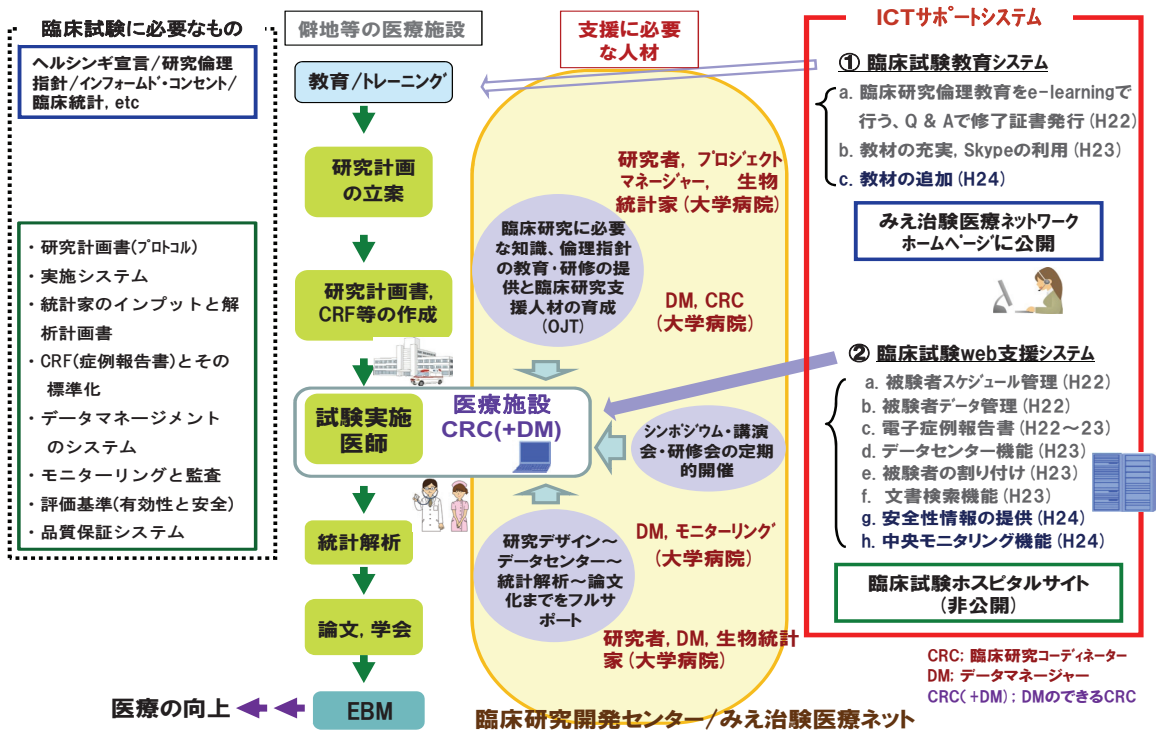 臨床試験に必要なもの
ヘルシンギ宣言/研究倫理
指針/インフォームド・コンセント/
臨床統計, etc
・研究計画書(プロトコル)
・実施システム
・統計家のインプットと解
析計画書
・CRF(症例報告書)とその
標準化
・データマネージメント
のシステム
・モニターリングと監査
・評価基準(有効性と安全)
・品質保証システム
僻地等の医療施設
教育/トレーニング
研究計画
の立案
研究計画書,
CRF等の作成
試験実施
医師
医療施設
CRC(+DM)
統計解析
論文, 学会
EBM
医療の向上
支援に必要
な人材
研究者, プロジェクト
マネージャー, 生物
統計家(大学病院)
臨床研究に必要
な知識、倫理指針
の教育・研修の提
供と臨床研究支
援人材の育成
(OJT)
DM, CRC
(大学病院)
シンポジウム・講演
会・研修会の定期
的開催
研究デザイン～
データセンター～
統計解析～論文
化までをフルサ
ポート
DM, モニターリング
(大学病院)
研究者, DM, 生物統計
家(大学病院)
臨床研究開発センター/みえ治験医療ネット
ICTサポートシステム
① 臨床試験教育システム
a. 臨床研究倫理教育をe-learningで
行う、Q & Aで修了証書発行(H22)
b. 教材の充実, Skypeの利用(H23)
c. 教材の追加(H24)
みえ治験医療ネットワーク
ホームページに公開
② 臨床試験web支援システム
a. 被験者スケジュール管理(H22)
b. 被験者データ管理(H22)
c. 電子症例報告書(H22～23)
d. データセンター機能(H23)
e. 被験者の割り付け(H23)
f. 文書検索機能(H23)
g. 安全性情報の提供(H24)
h. 中央モニタリング機能(H24)
臨床試験ホスピタルサイト
(非公開)
CRC: 臨床研究コーディネーター
DM: データマネージャー
CRC(+DM): DMのできるCRC